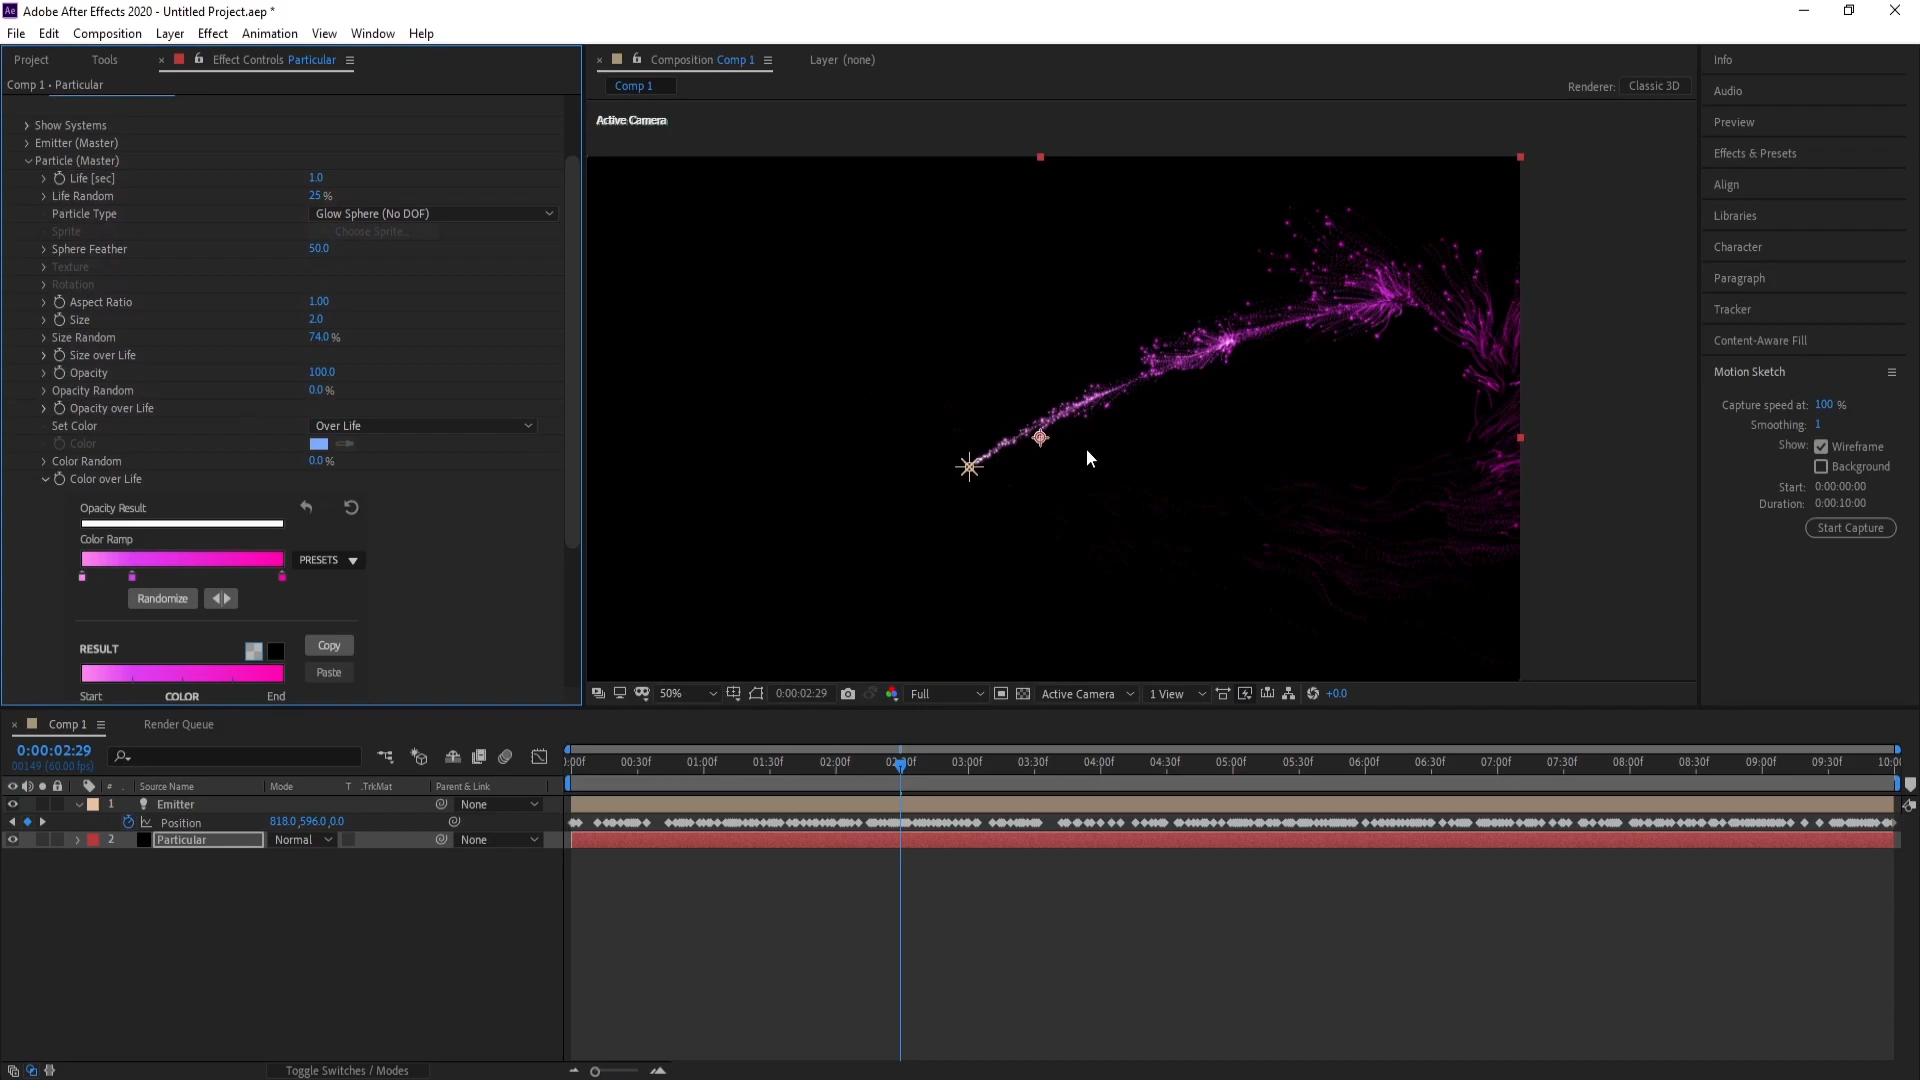 Ae Adobe After Effects 2020 - Untitled Project.aep *
File Edit Composition Layer Effect Animation View Window Help
Project Tools × Effect Controls Particular
Comp 1 • Particular
Show Systems
Emitter (Master)
Particle (Master)
Life [sec] 1.0
Life Random 25 %
Particle Type Glow Sphere (No DOF)
Sprite Choose Sprite...
Sphere Feather 50.0
Texture
Rotation
Aspect Ratio 1.00
Size 2.0
Size Random 74.0 %
Size over Life
Opacity 100.0
Opacity Random 0.0 %
Opacity over Life
Set Color Over Life
Color
Color Random 0.0 %
Color over Life
Opacity Result
Color Ramp
PRESETS
Randomize
RESULT Copy
Paste
Start COLOR End
× Composition Comp 1 Layer (none)
Comp 1 Renderer: Classic 3D
Active Camera
50% 0:00:02:29 Full Active Camera 1 View +0.0
Info
Audio
Preview
Effects & Presets
Align
Libraries
Character
Paragraph
Tracker
Content-Aware Fill
Motion Sketch
Capture speed at: 100 %
Smoothing: 1
Show: Wireframe
Background
Start: 0:00:00:00
Duration: 0:00:10:00
Start Capture
× Comp 1 Render Queue
0:00:02:29
00149 (60.00 fps)
:00f 00:30f 01:00f 01:30f 02:00f 03:00f 03:30f 04:00f 04:30f 05:00f 05:30f 06:00f 06:30f 07:00f 07:30f 08:00f 08:30f 09:00f 09:30f 10:00
# . Source Name Mode T .TrkMat Parent & Link
1 Emitter None
Position 818.0,596.0,0.0
2 Particular Normal None
Toggle Switches / Modes